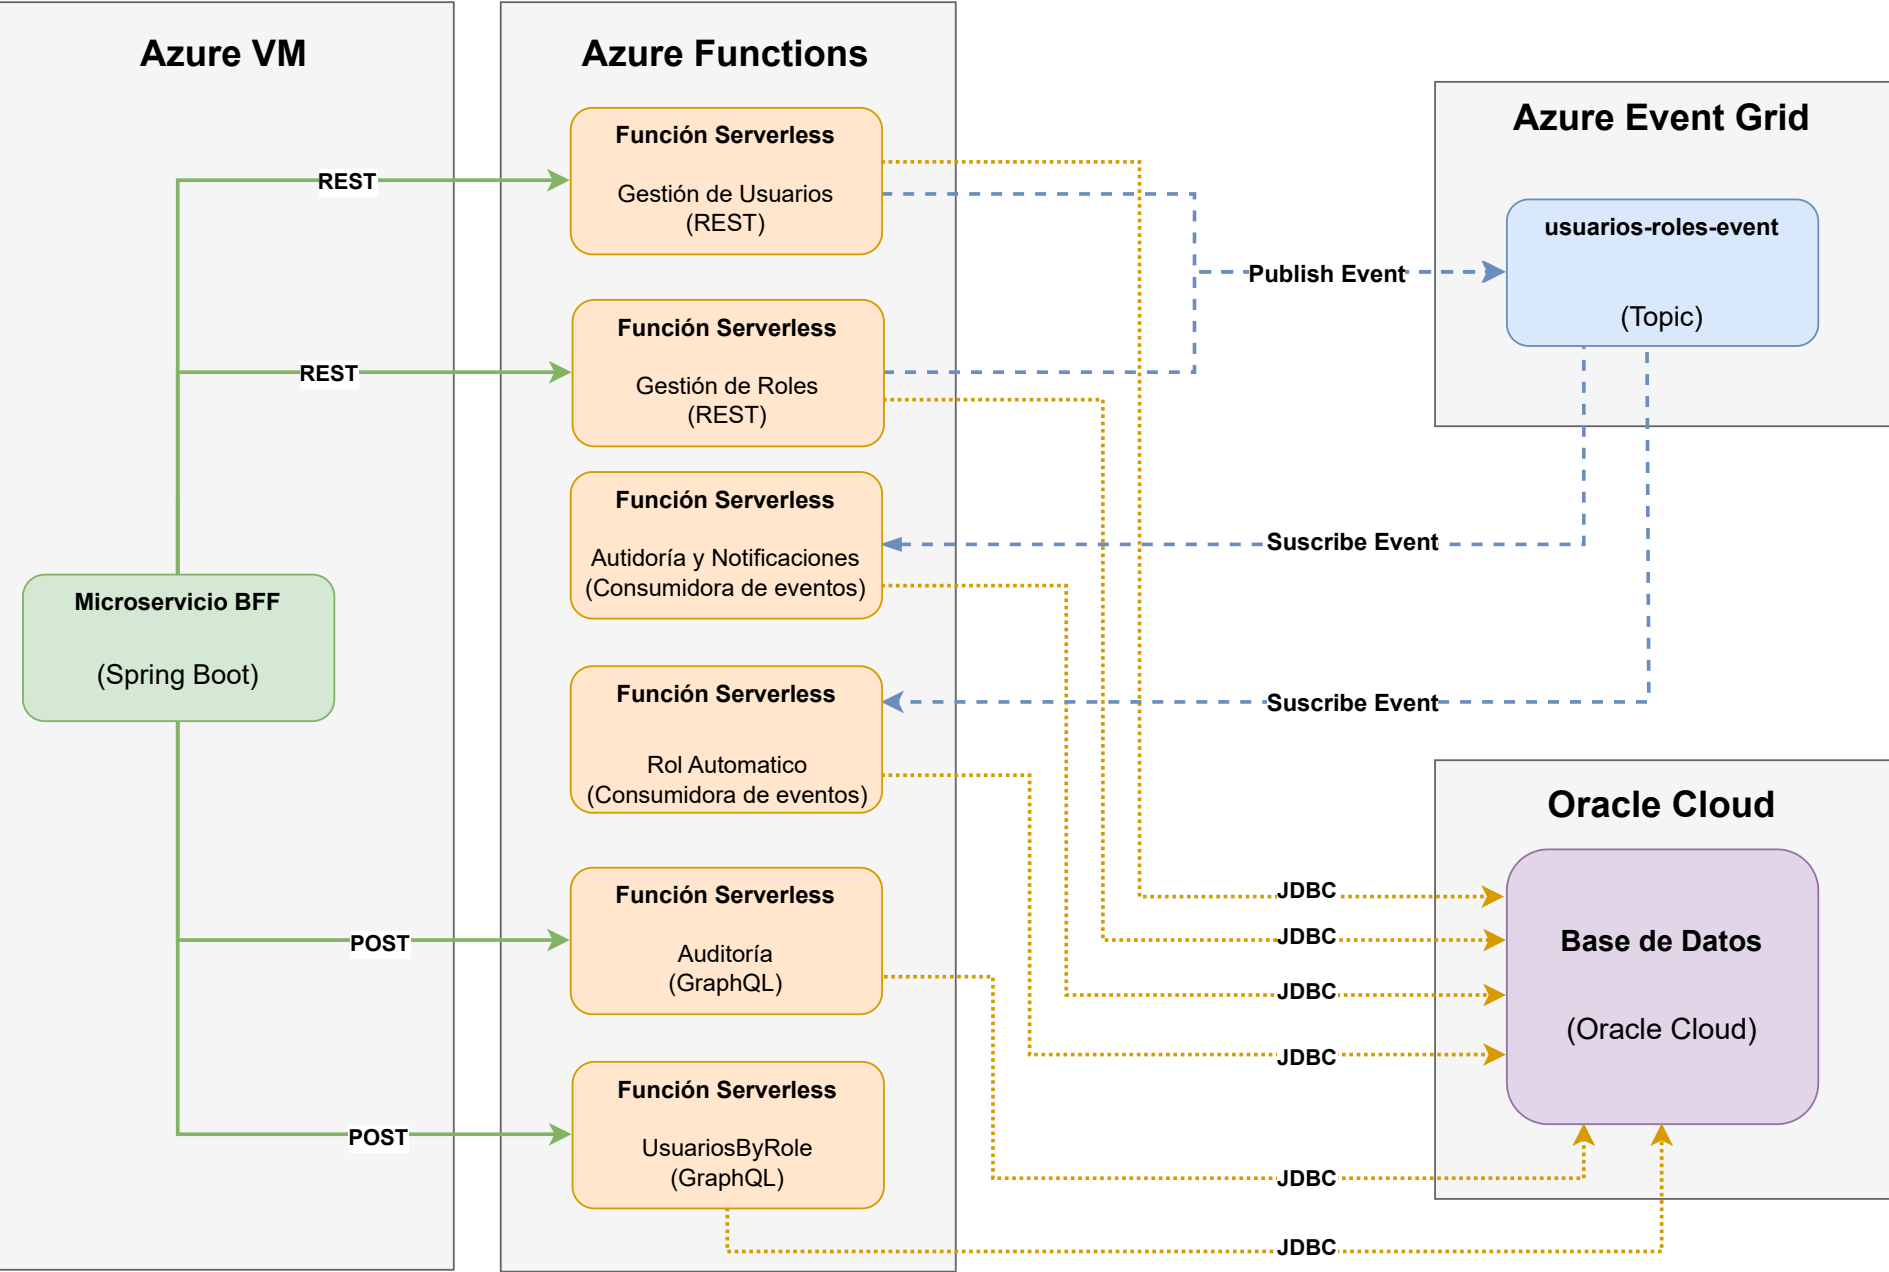 Azure VM
Microservicio BFF
(Spring Boot)
REST
REST
POST
POST
Azure Functions
Función Serverless
Gestión de Usuarios
(REST)
Función Serverless
Gestión de Roles
(REST)
Función Serverless
Autidoría y Notificaciones
(Consumidora de eventos)
Función Serverless
Rol Automatico
(Consumidora de eventos)
Función Serverless
Auditoría
(GraphQL)
Función Serverless
UsuariosByRole
(GraphQL)
Publish Event
Suscribe Event
Suscribe Event
JDBC
JDBC
JDBC
JDBC
JDBC
JDBC
Azure Event Grid
usuarios-roles-event
(Topic)
Oracle Cloud
Base de Datos
(Oracle Cloud)